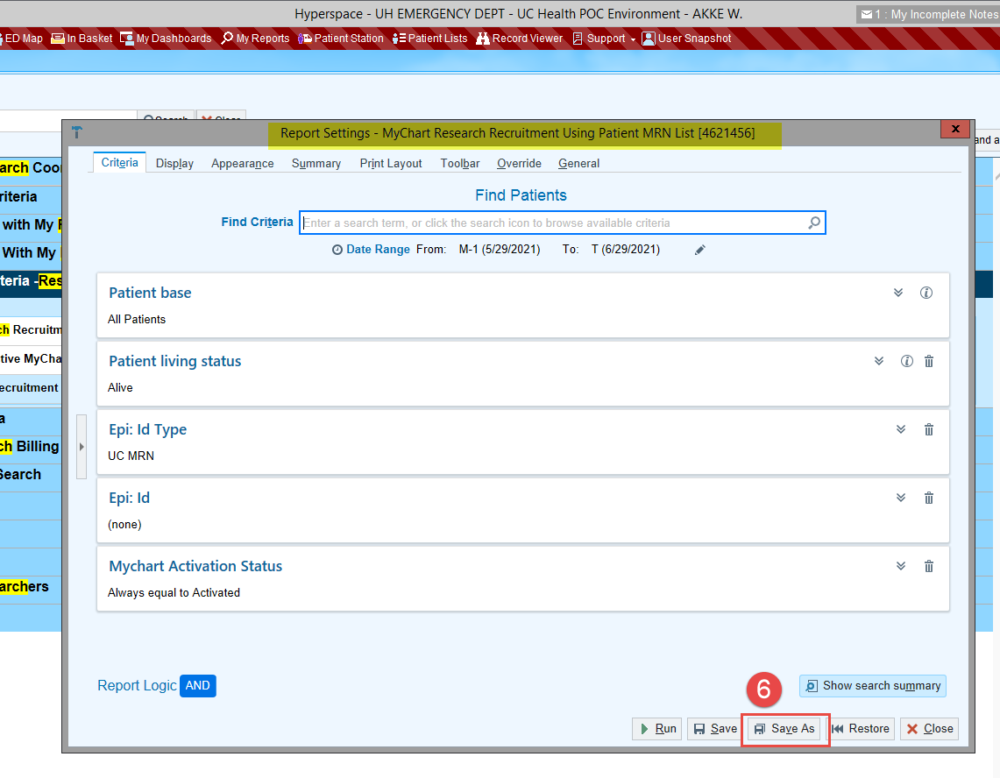 Hyperspace - UH EMERGENCY DEPT - UC Health POC Environment - AKKE W.
1 : My Incomplete Notes
ED Map In Basket My Dashboards My Reports Patient Station Patient Lists Record Viewer Support User Snapshot
Search Close
Report Settings - MyChart Research Recruitment Using Patient MRN List [4621456]
x
and a
Criteria Display Appearance Summary Print Layout Toolbar Override General
arch Coo
Find Patients
riteria
Find Criteria Enter a search term, or click the search icon to browse available criteria
with My
Date Range From: M-1 (5/29/2021) To: T (6/29/2021)
With My
teria -Res
Patient base
All Patients
ch Recruitm
tive MyCha
Patient living status
Alive
ecruitment
a
Epi: Id Type
UC MRN
ch Billing
Search
Epi: Id
(none)
Mychart Activation Status
Always equal to Activated
archers
Report Logic AND
6
Show search summary
Run Save Save As Restore Close